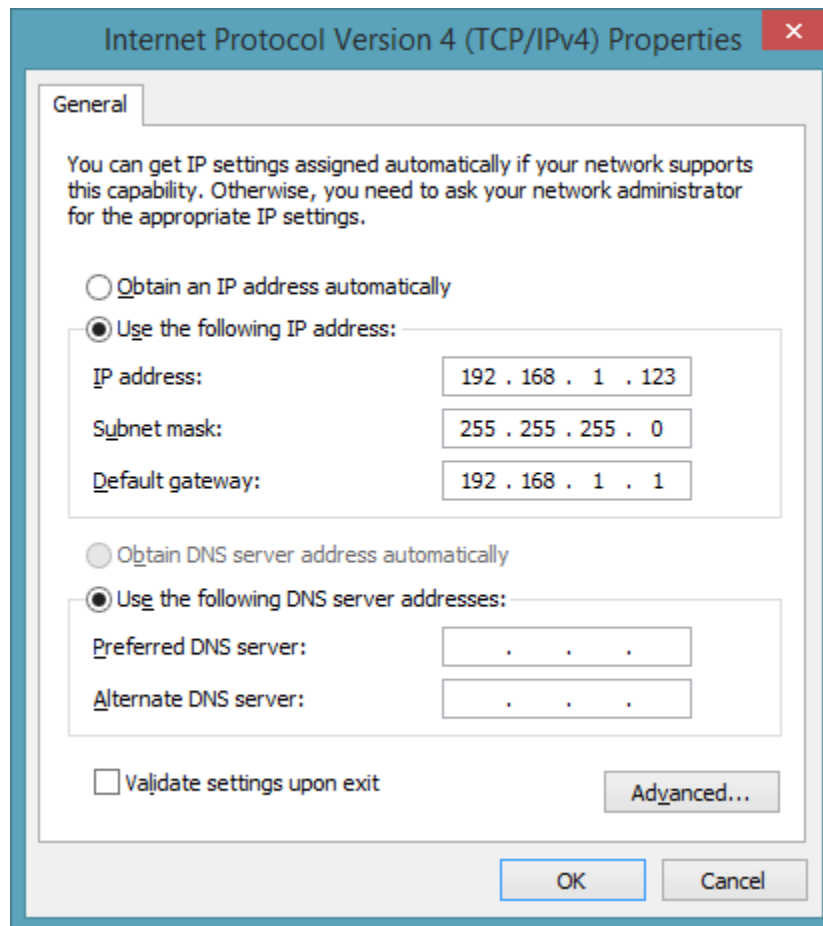 Internet Protocol Version 4 (TCP/IPv4) Properties
General
You can get IP settings assigned automatically if your network supports
this capability. Otherwise, you need to ask your network administrator
for the appropriate IP settings.
Obtain an IP address automatically
Use the following IP address:
IP address: 192 . 168 . 1 . 123
Subnet mask: 255 . 255 . 255 . 0
Default gateway: 192 . 168 . 1 . 1
Obtain DNS server address automatically
Use the following DNS server addresses:
Preferred DNS server: . . .
Alternate DNS server: . . .
Validate settings upon exit
Advanced...
OK Cancel